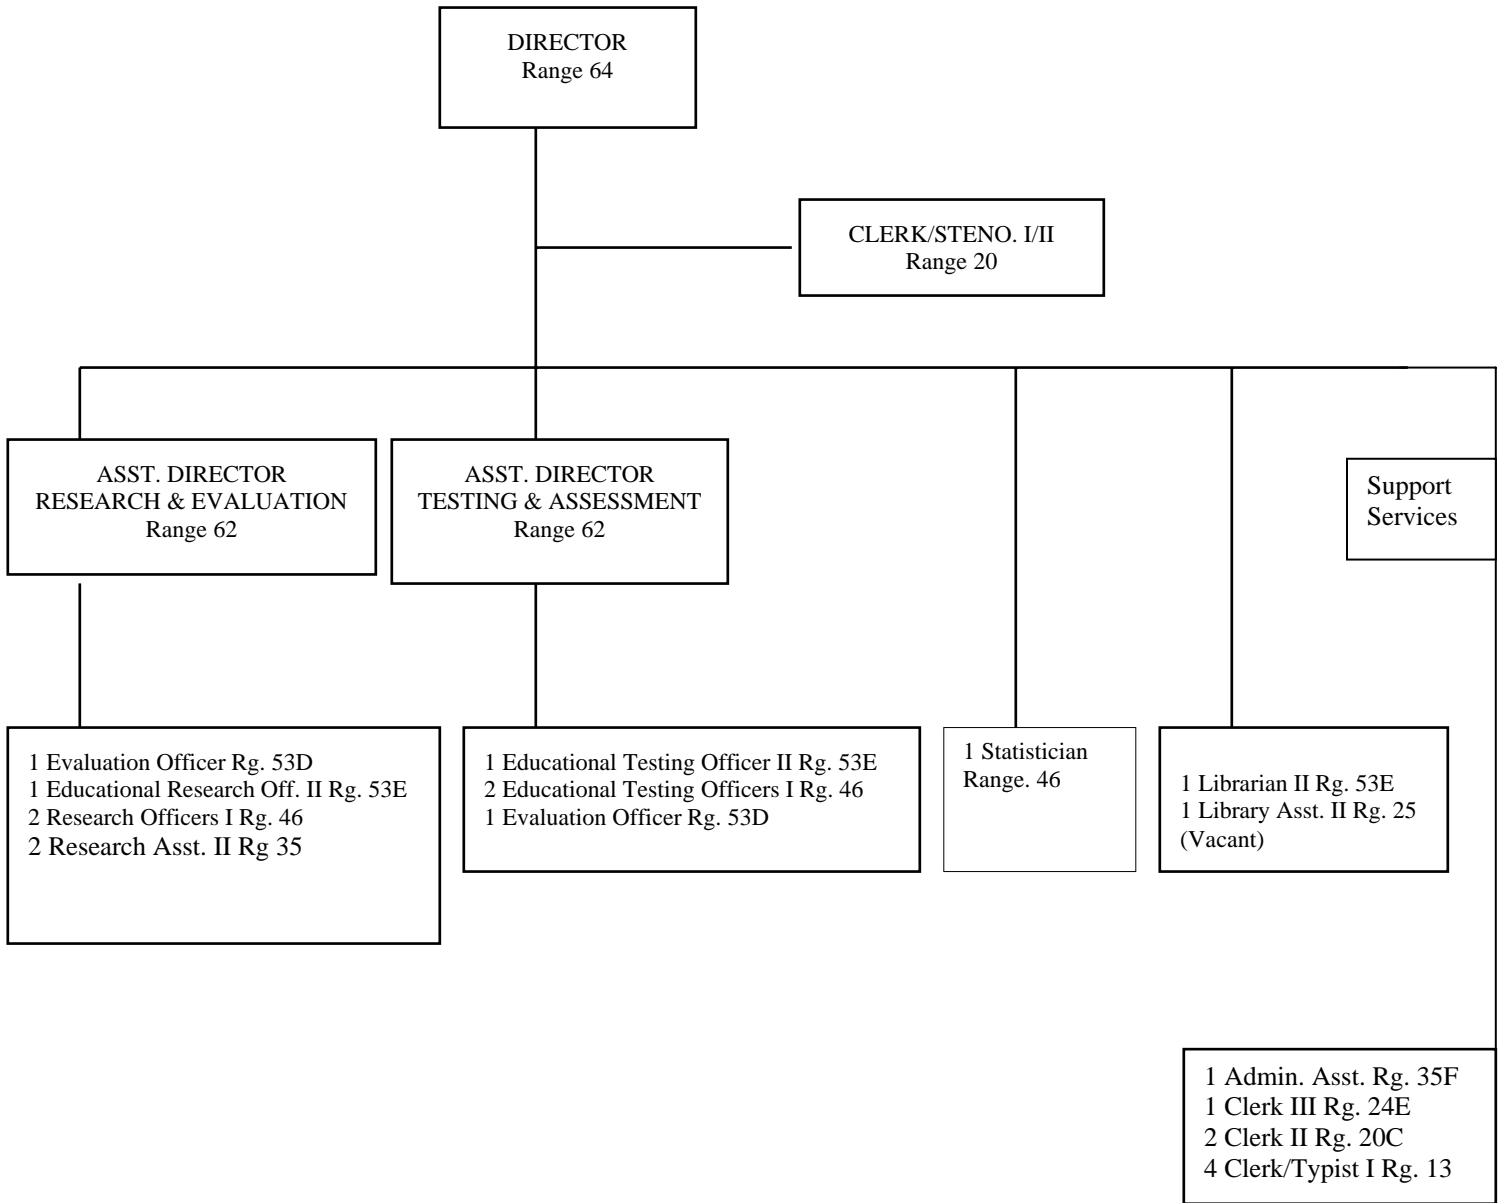 DIRECTOR
Range 64
CLERK/STENO. I/II
Range 20
ASST. DIRECTOR
RESEARCH & EVALUATION
Range 62
ASST. DIRECTOR
TESTING & ASSESSMENT
Range 62
Support
Services
1 Evaluation Officer Rg. 53D
1 Educational Research Off. II Rg. 53E
2 Research Officers I Rg. 46
2 Research Asst. II Rg 35
1 Educational Testing Officer II Rg. 53E
2 Educational Testing Officers I Rg. 46
1 Evaluation Officer Rg. 53D
1 Statistician
Range. 46
1 Librarian II Rg. 53E
1 Library Asst. II Rg. 25
(Vacant)
1 Admin. Asst. Rg. 35F
1 Clerk III Rg. 24E
2 Clerk II Rg. 20C
4 Clerk/Typist I Rg. 13